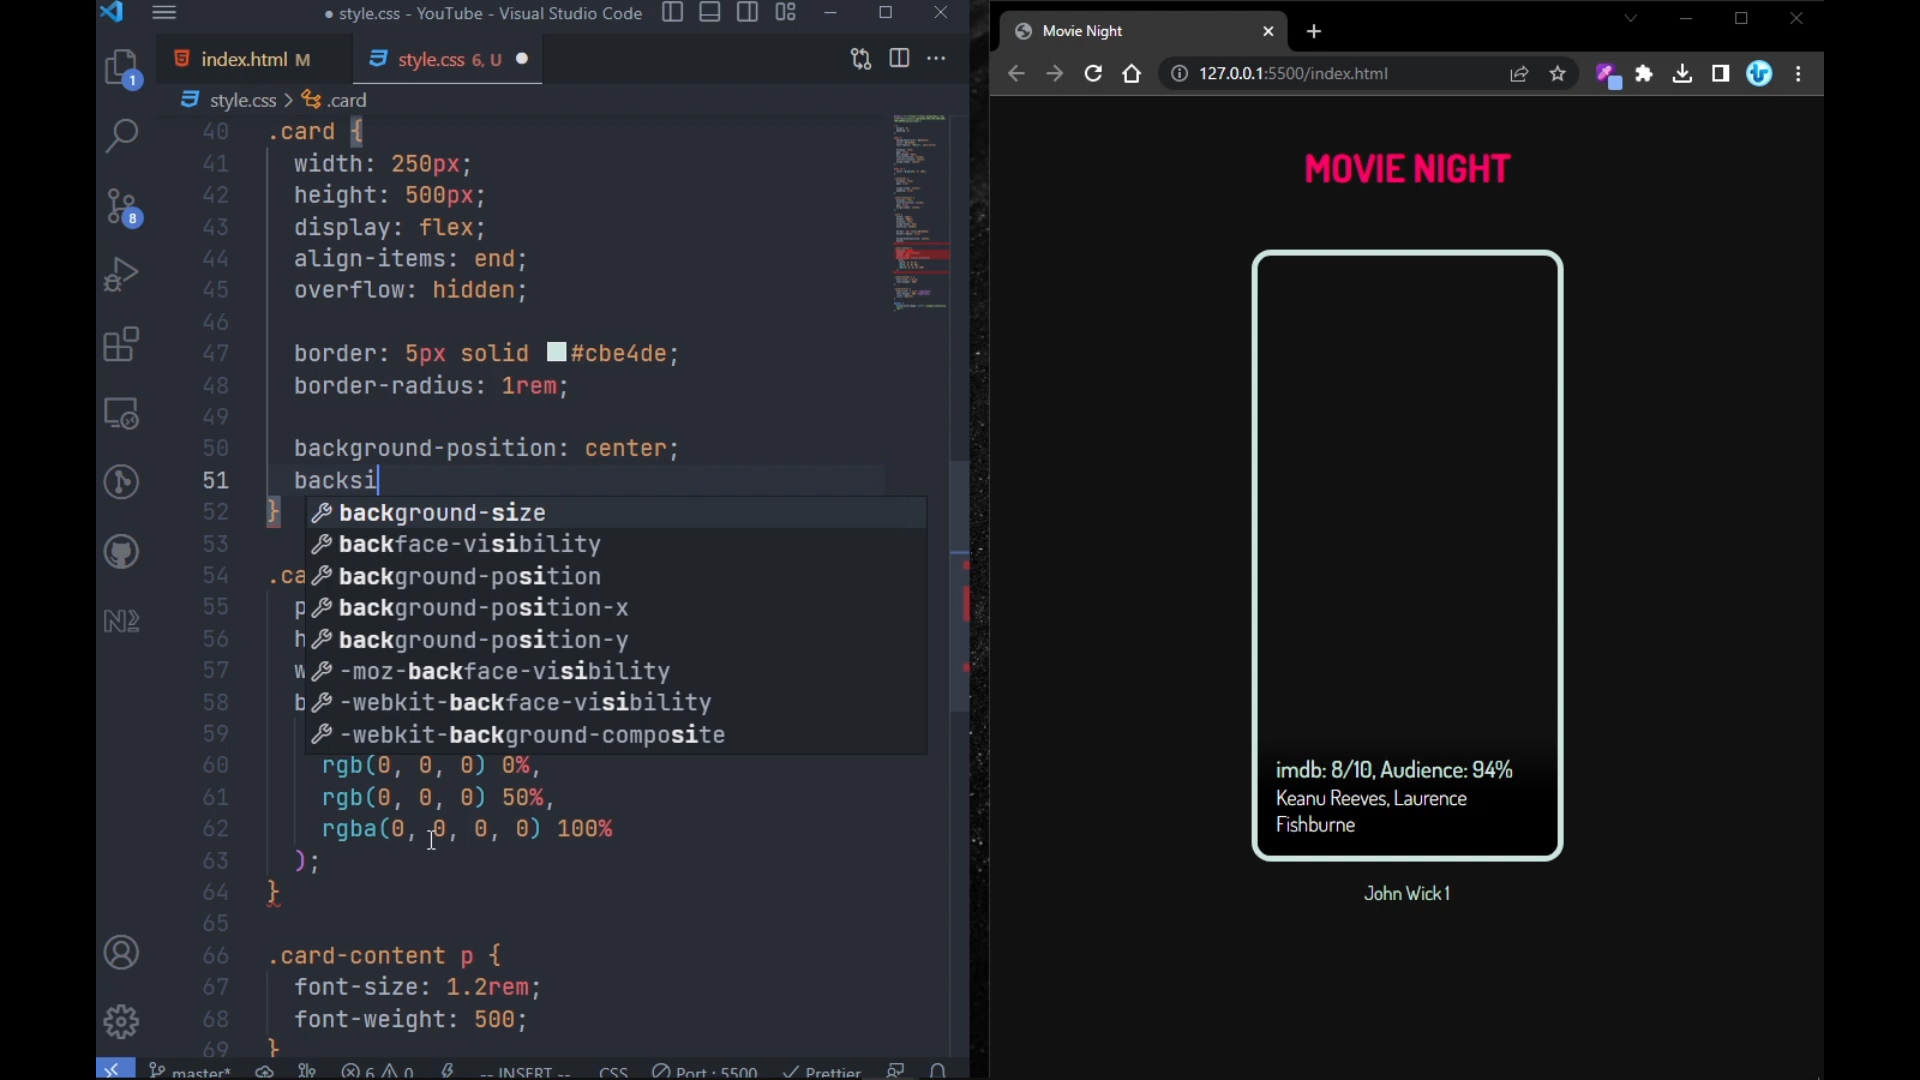 style.css - YouTube - Visual Studio Code
index.html M
style.css 6, U
style.css > .card
40 .card {
41 width: 250px;
42 height: 500px;
43 display: flex;
44 align-items: end;
45 overflow: hidden;
46
47 border: 5px solid #cbe4de;
48 border-radius: 1rem;
49
50 background-position: center;
51 backsi
52 }
background-size
53
backface-visibility
54 .ca
background-position
55 p
background-position-x
56 h
background-position-y
57 w
-moz-backface-visibility
58 b
-webkit-backface-visibility
59
-webkit-background-composite
60 rgb(0, 0, 0) 0%,
61 rgb(0, 0, 0) 50%,
62 rgba(0, 0, 0, 0) 100%
63 );
64 }
65
66 .card-content p {
67 font-size: 1.2rem;
68 font-weight: 500;
69 }
1
8
master* 6 0 -- INSERT -- CSS Port : 5500 Prettier
Movie Night
127.0.0.1:5500/index.html
MOVIE NIGHT
imdb: 8/10, Audience: 94%
Keanu Reeves, Laurence
Fishburne
John Wick 1